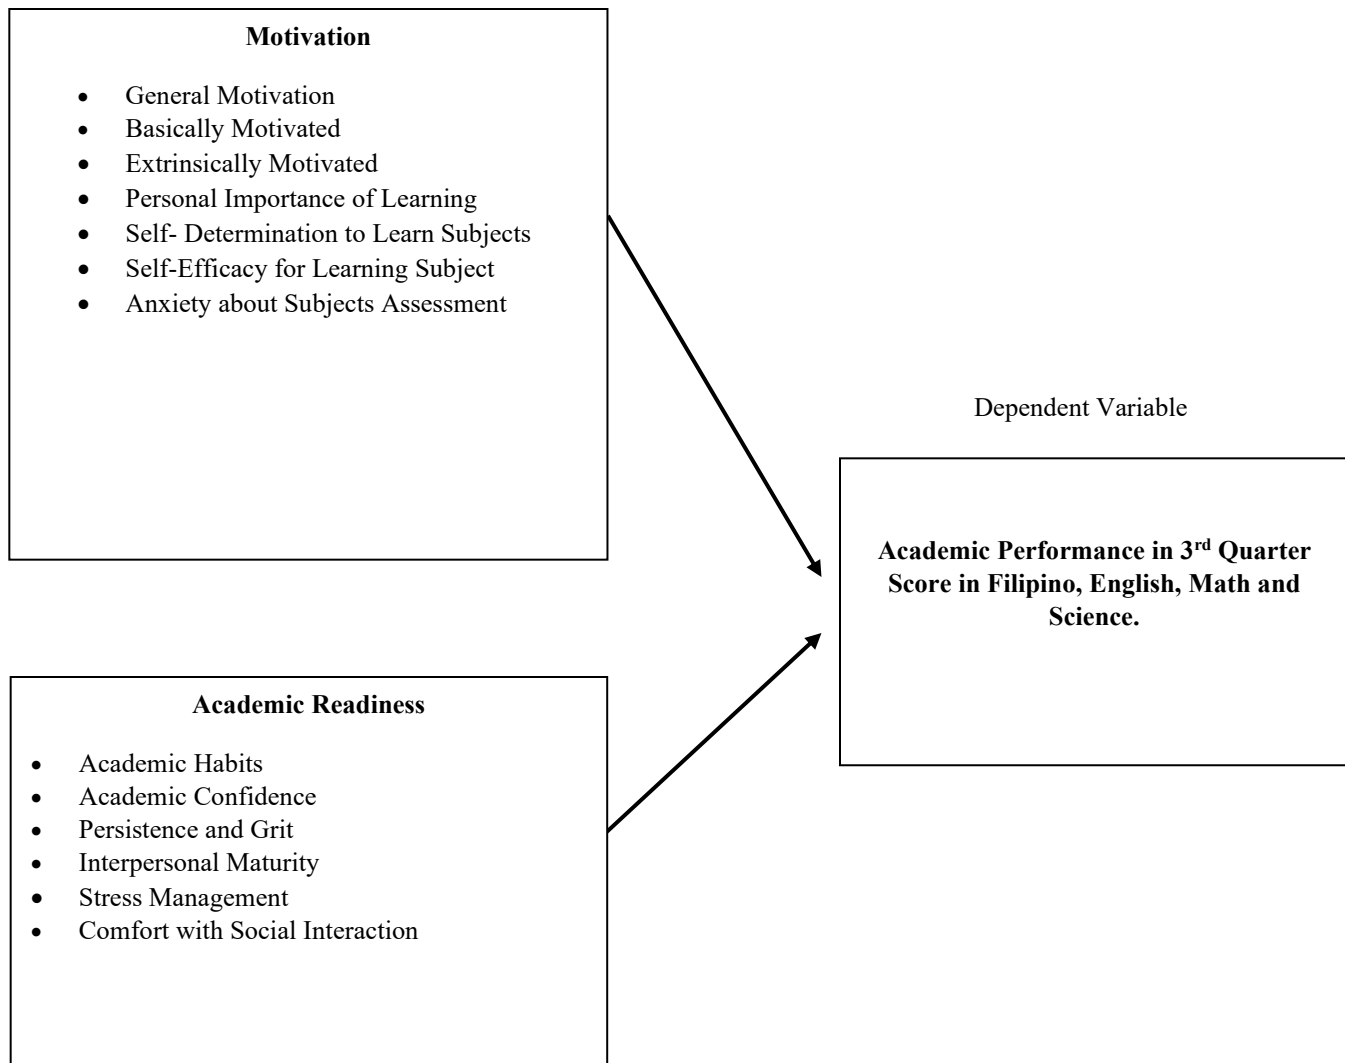 Motivation
• General Motivation
• Basically Motivated
• Extrinsically Motivated
• Personal Importance of Learning
• Self- Determination to Learn Subjects
• Self-Efficacy for Learning Subject
• Anxiety about Subjects Assessment
Dependent Variable
Academic Performance in 3rd Quarter
Score in Filipino, English, Math and
Science.
Academic Readiness
• Academic Habits
• Academic Confidence
• Persistence and Grit
• Interpersonal Maturity
• Stress Management
• Comfort with Social Interaction